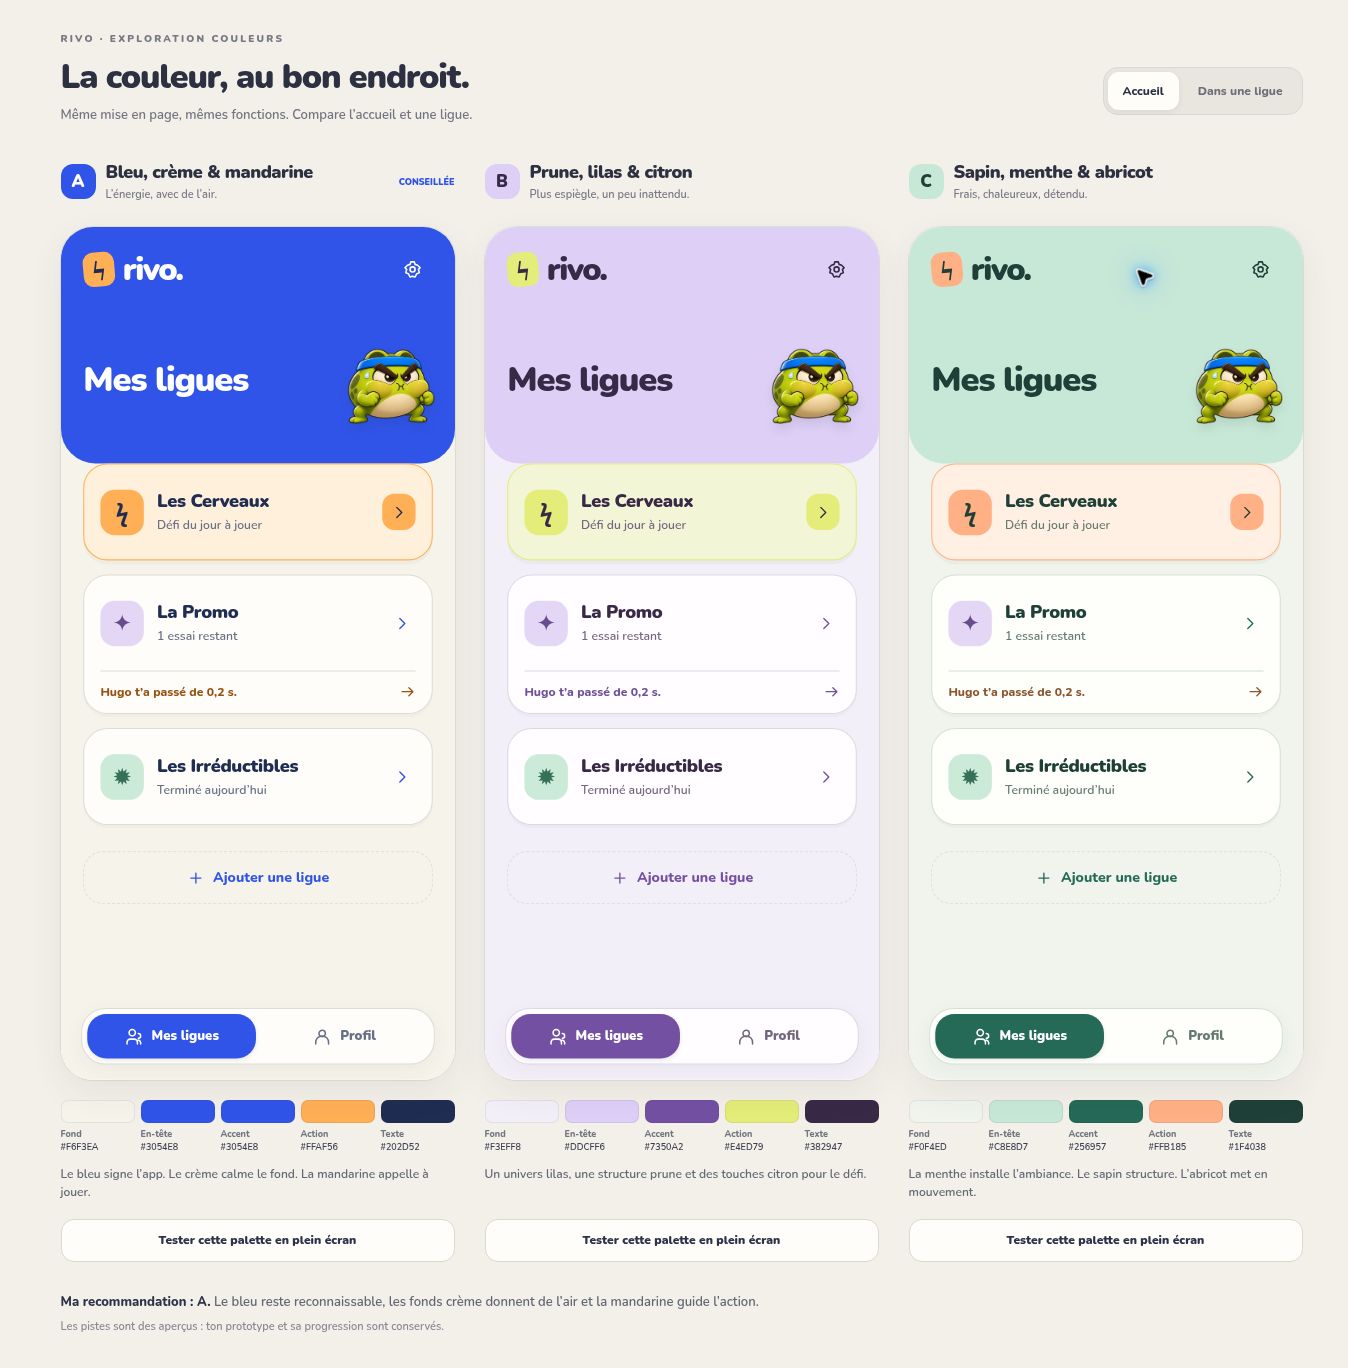 RIVO · EXPLORATION COULEURS
La couleur, au bon endroit.
Même mise en page, mêmes fonctions. Compare l'accueil et une ligue.
Accueil
Dans une ligue
A
Bleu, crème & mandarine
L'énergie, avec de l'air.
CONSEILLÉE
rivo.
Mes ligues
Les Cerveaux
Défi du jour à jouer
La Promo
1 essai restant
Hugo t'a passé de 0,2 s.
Les Irréductibles
Terminé aujourd'hui
Ajouter une ligue
Mes ligues
Profil
Fond
#F6F3EA
En-tête
#3054E8
Accent
#3054E8
Action
#FFAF56
Texte
#202D52
Le bleu signe l'app. Le crème calme le fond. La mandarine appelle à
jouer.
Tester cette palette en plein écran
B
Prune, lilas & citron
Plus espiègle, un peu inattendu.
rivo.
Mes ligues
Les Cerveaux
Défi du jour à jouer
La Promo
1 essai restant
Hugo t'a passé de 0,2 s.
Les Irréductibles
Terminé aujourd'hui
Ajouter une ligue
Mes ligues
Profil
Fond
#F3EFF8
En-tête
#DDCFF6
Accent
#7350A2
Action
#E4ED79
Texte
#382947
Un univers lilas, une structure prune et des touches citron pour le défi.
Tester cette palette en plein écran
C
Sapin, menthe & abricot
Frais, chaleureux, détendu.
rivo.
Mes ligues
Les Cerveaux
Défi du jour à jouer
La Promo
1 essai restant
Hugo t'a passé de 0,2 s.
Les Irréductibles
Terminé aujourd'hui
Ajouter une ligue
Mes ligues
Profil
Fond
#F0F4ED
En-tête
#C8E8D7
Accent
#256957
Action
#FFB185
Texte
#1F4038
La menthe installe l'ambiance. Le sapin structure. L'abricot met en
mouvement.
Tester cette palette en plein écran
Ma recommandation : A. Le bleu reste reconnaissable, les fonds crème donnent de l'air et la mandarine guide l'action.
Les pistes sont des aperçus : ton prototype et sa progression sont conservés.